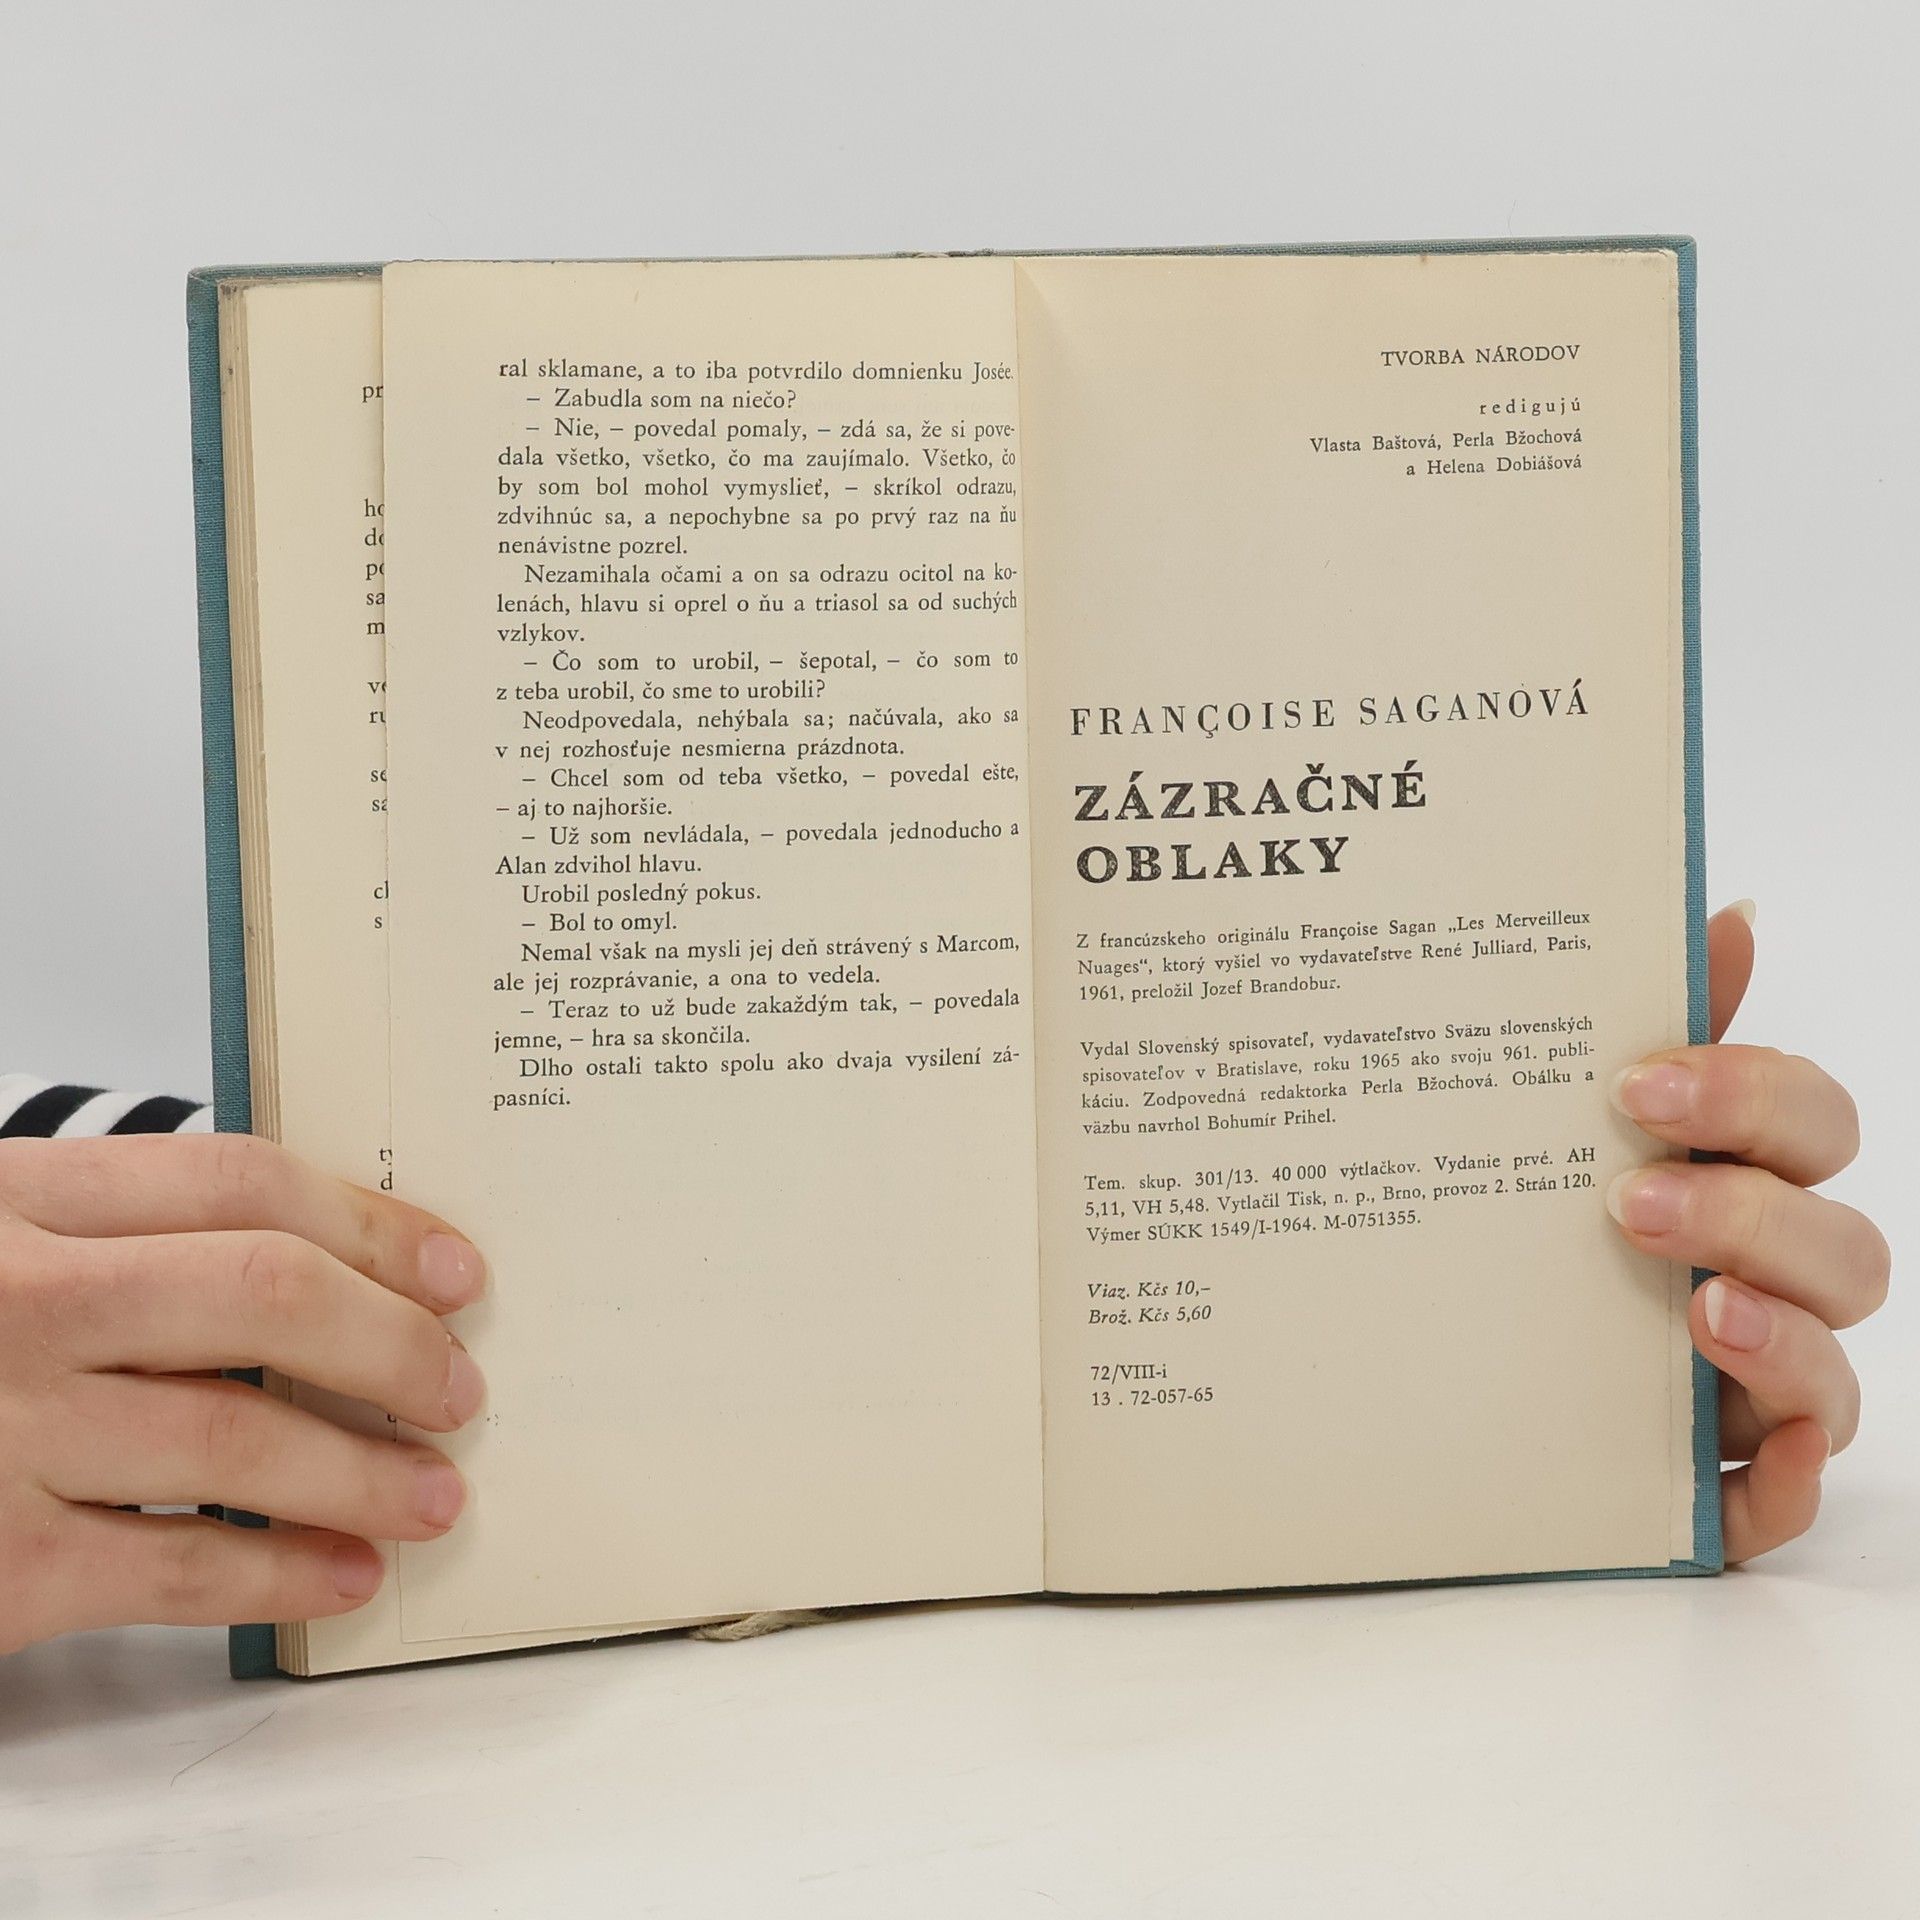 ral sklamane, a to iba potvrdilo domnienku Josée.
– Zabudla som na niečo?
– Nie, – povedal pomaly, – zdá sa, že si pove-
dala všetko, všetko, čo ma zaujímalo. Všetko, čo
by som bol mohol vymyslieť, – skríkol odrazu,
zdvihnúc sa, a nepochybne sa po prvý raz na ňu
nenávistne pozrel.
Nezamihala očami a on sa odrazu ocitol na ko-
lenách, hlavu si oprel o ňu a triasol sa od suchých
vzlykov.
– Čo som to urobil, – šepotal, – čo som to
z teba urobil, čo sme to urobili?
Neodpovedala, nehýbala sa; načúvala, ako sa
v nej rozhosťuje nesmierna prázdnota.
– Chcel som od teba všetko, – povedal ešte,
– aj to najhoršie.
– Už som nevládala, – povedala jednoducho a
Alan zdvihol hlavu.
Urobil posledný pokus.
– Bol to omyl.
Nemal však na mysli jej deň strávený s Marcom,
ale jej rozprávanie, a ona to vedela.
– Teraz to už bude zakaždým tak, – povedala
jemne, – hra sa skončila.
Dlho ostali takto spolu ako dvaja vysilení zá-
pasníci.
TVORBA NÁRODOV
redigujú
Vlasta Baštová, Perla Bžochová
a Helena Dobiášová
FRANÇOISE SAGANOVÁ
ZÁZRAČNÉ
OBLAKY
Z francúzskeho originálu Françoise Sagan „Les Merveilleux
Nuages“, ktorý vyšiel vo vydavateľstve René Julliard, Paris,
1961, preložil Jozef Brandobur.
Vydal Slovenský spisovateľ, vydavateľstvo Sväzu slovenských
spisovateľov v Bratislave, roku 1965 ako svoju 961. publi-
káciu. Zodpovedná redaktorka Perla Bžochová. Obálku a
väzbu navrhol Bohumír Prihel.
Tem. skup. 301/13. 40 000 výtlačkov. Vydanie prvé. AH
5,11, VH 5,48. Vytlačil Tisk, n. p., Brno, provoz 2. Strán 120.
Výmer SÚKK 1549/I-1964. M-0751355.
Viaz. Kčs 10,–
Brož. Kčs 5,60
72/VIII-i
13 . 72-057-65